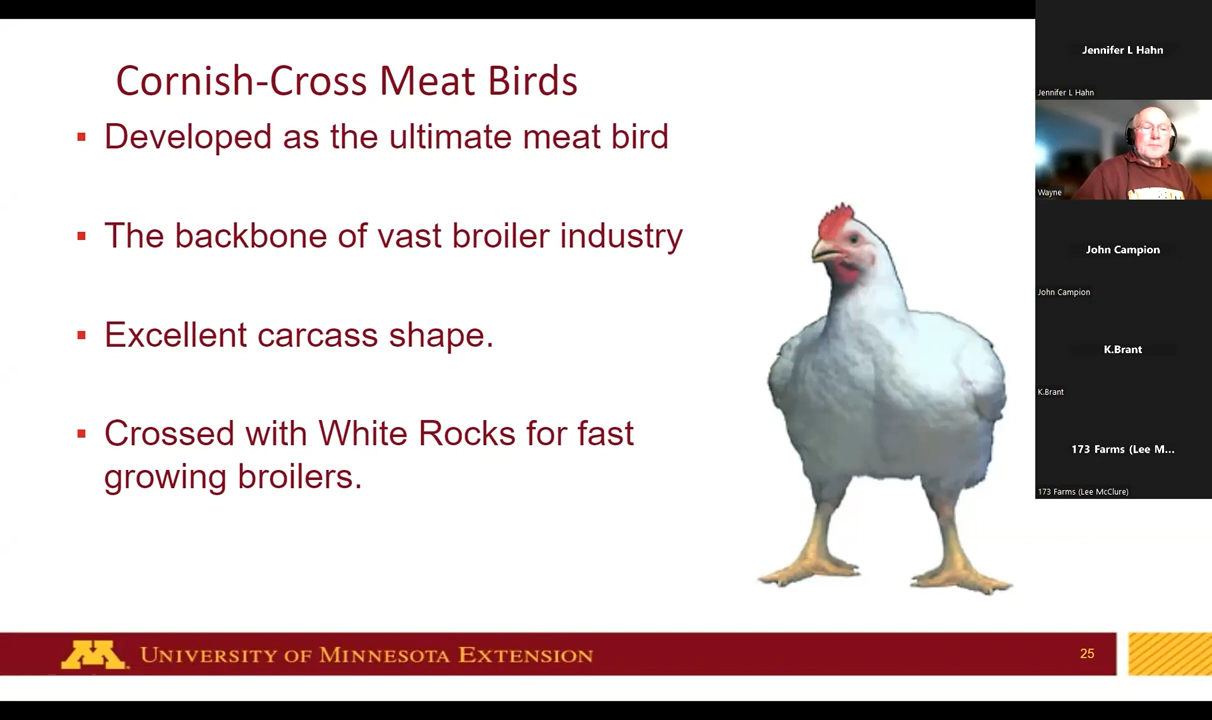 Cornish-Cross Meat Birds
▪ Developed as the ultimate meat bird
▪ The backbone of vast broiler industry
▪ Excellent carcass shape.
▪ Crossed with White Rocks for fast
growing broilers.
UNIVERSITY OF MINNESOTA EXTENSION
25
Jennifer L Hahn
Jennifer L Hahn
Wayne
John Campion
John Campion
K.Brant
K.Brant
173 Farms (Lee M...
173 Farms (Lee McClure)